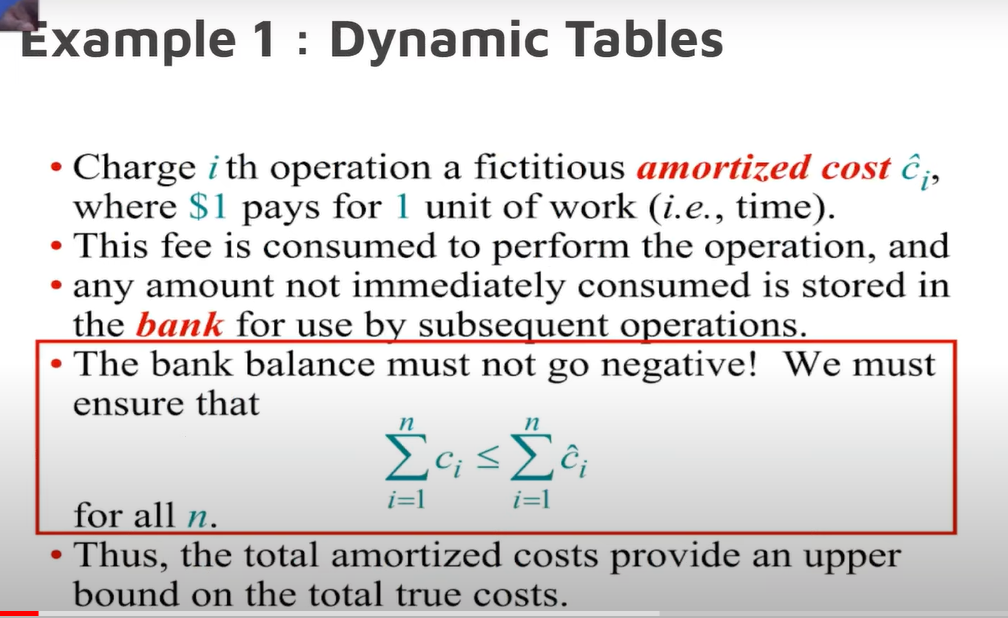 Example 1 : Dynamic Tables
• Charge i th operation a fictitious amortized cost ĉᵢ,
where $1 pays for 1 unit of work (i.e., time).
• This fee is consumed to perform the operation, and
• any amount not immediately consumed is stored in
the bank for use by subsequent operations.
• The bank balance must not go negative! We must
ensure that
n n
∑ cᵢ ≤ ∑ ĉᵢ
i=1 i=1
for all n.
• Thus, the total amortized costs provide an upper
bound on the total true costs.